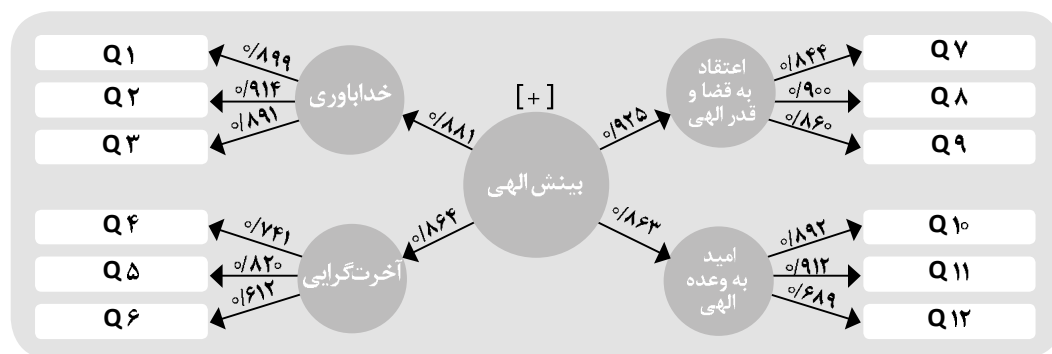 Q۱
Q۲
Q۳
۰/۸۹۹
۰/۹۱۴
۰/۸۹۱
خداباوری
۰/۸۸۱
Q۴
Q۵
Q۶
۰/۷۴۱
۰/۸۲۰
۰/۶۱۲
آخرت‌گرایی
۰/۸۶۴
[+]
بینش الهی
۰/۹۲۵
اعتقاد
به قضا و
قدر الهی
۰/۸۴۴
۰/۹۰۰
۰/۸۶۰
Q۷
Q۸
Q۹
۰/۸۶۳
امید
به وعده
الهی
۰/۸۹۲
۰/۹۱۲
۰/۶۸۹
Q۱۰
Q۱۱
Q۱۲